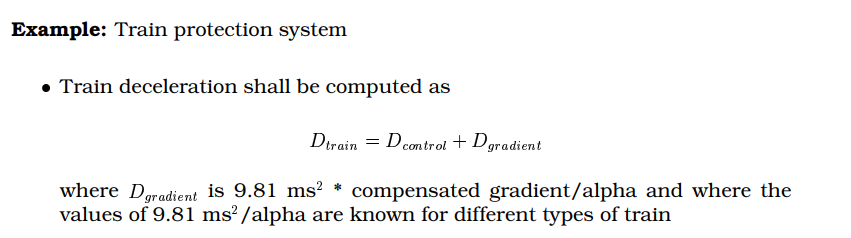 Example: Train protection system
• Train deceleration shall be computed as
D_train = D_control + D_gradient
where D_gradient is 9.81 ms² * compensated gradient/alpha and where the
values of 9.81 ms²/alpha are known for different types of train